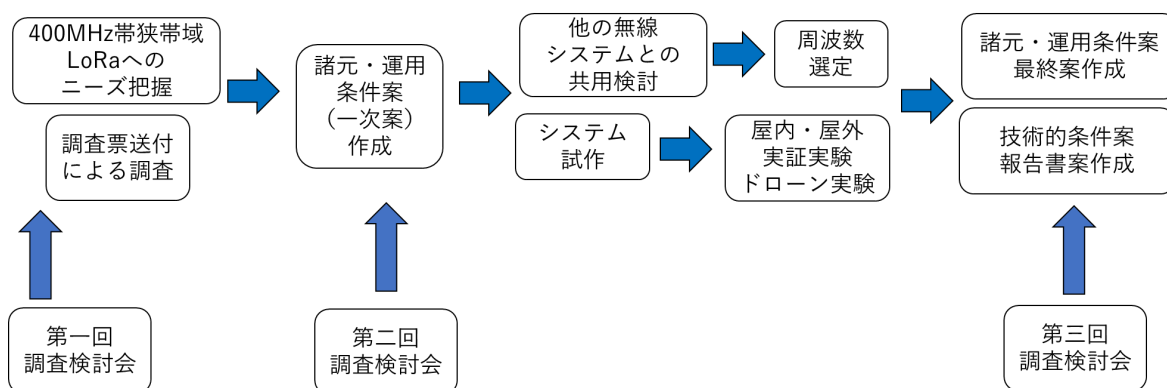 400MHz帯狭帯域
LoRaへの
ニーズ把握
調査票送付
による調査
諸元・運用
条件案
（一次案）
作成
他の無線
システムとの
共用検討
周波数
選定
システム
試作
屋内・屋外
実証実験
ドローン実験
諸元・運用条件案
最終案作成
技術的条件案
報告書案作成
第一回
調査検討会
第二回
調査検討会
第三回
調査検討会